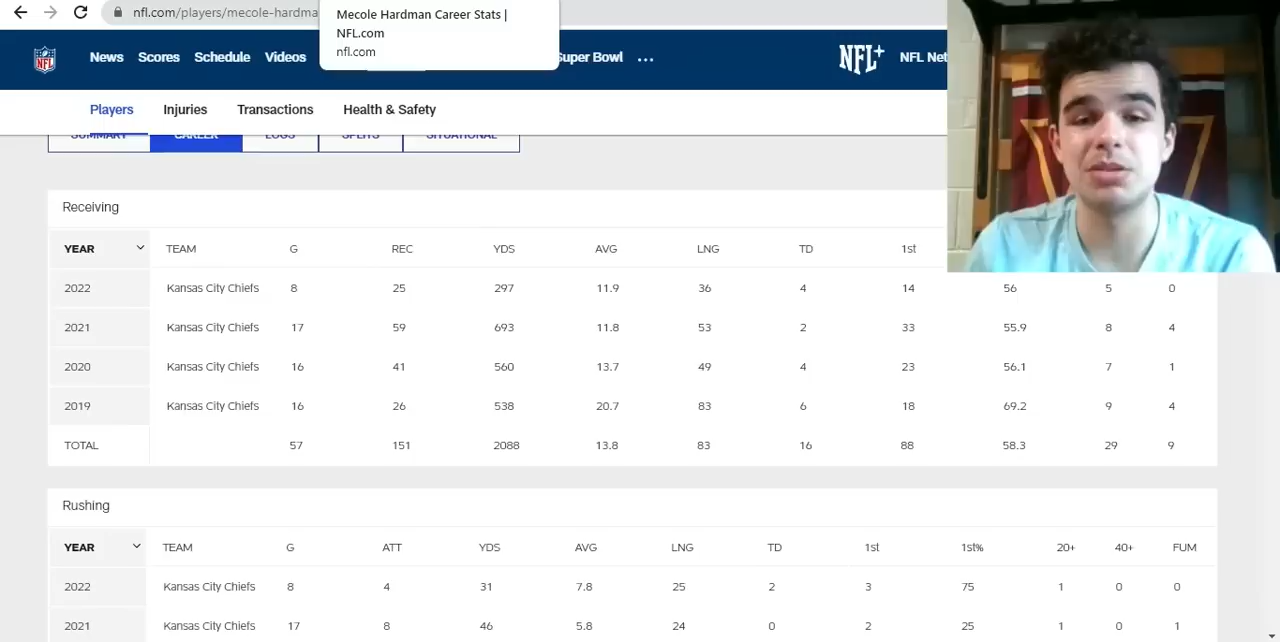 nfl.com/players/mecole-hardma
Mecole Hardman Career Stats |
NFL.com
nfl.com
NFL
News Scores Schedule Videos Super Bowl ...
NFL+ NFL Net
Players Injuries Transactions Health & Safety
SUMMARY CAREER LOGS SPLITS SITUATIONAL
Receiving
YEAR TEAM G REC YDS AVG LNG TD 1st
2022 Kansas City Chiefs 8 25 297 11.9 36 4 14 56 5 0
2021 Kansas City Chiefs 17 59 693 11.8 53 2 33 55.9 8 4
2020 Kansas City Chiefs 16 41 560 13.7 49 4 23 56.1 7 1
2019 Kansas City Chiefs 16 26 538 20.7 83 6 18 69.2 9 4
TOTAL 57 151 2088 13.8 83 16 88 58.3 29 9
Rushing
YEAR TEAM G ATT YDS AVG LNG TD 1st 1st% 20+ 40+ FUM
2022 Kansas City Chiefs 8 4 31 7.8 25 2 3 75 1 0 0
2021 Kansas City Chiefs 17 8 46 5.8 24 0 2 25 1 0 1